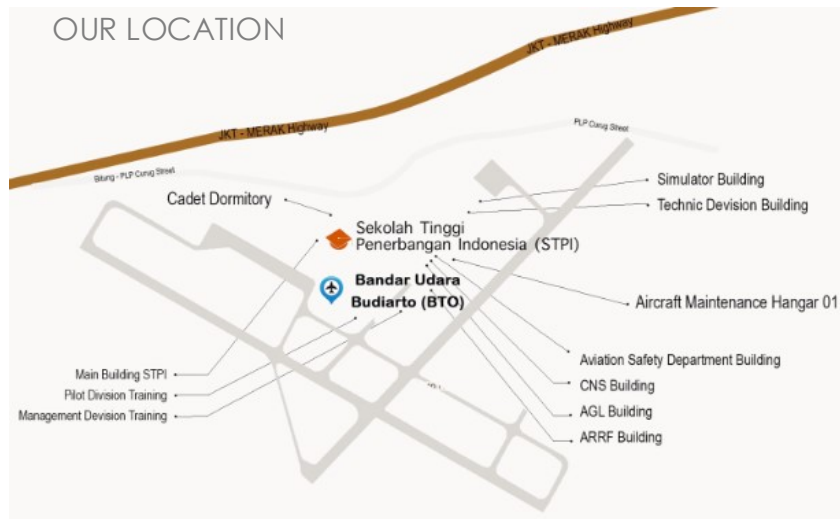 OUR LOCATION
JKT - MERAK Highway
JKT - MERAK Highway
PLP Curug Street
Bitung - PLP Curug Street
Simulator Building
Technic Devision Building
Cadet Dormitory
Sekolah Tinggi
Penerbangan Indonesia (STPI)
Bandar Udara
Budiarto (BTO)
Aircraft Maintenance Hangar 01
Main Building STPI
Pilot Division Training
Management Devision Training
Aviation Safety Department Building
CNS Building
AGL Building
ARRF Building